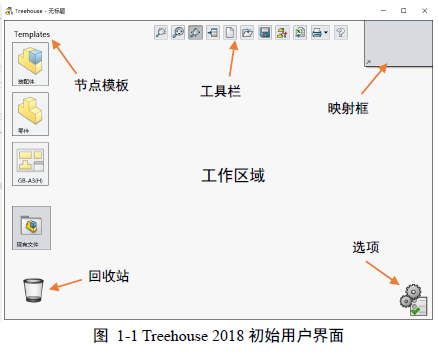 Treehouse - 无标题
Templates
装配体
节点模板
工具栏
映射框
零件
GB-A3(H)
工作区域
现有文件
选项
回收站
图 1-1 Treehouse 2018 初始用户界面